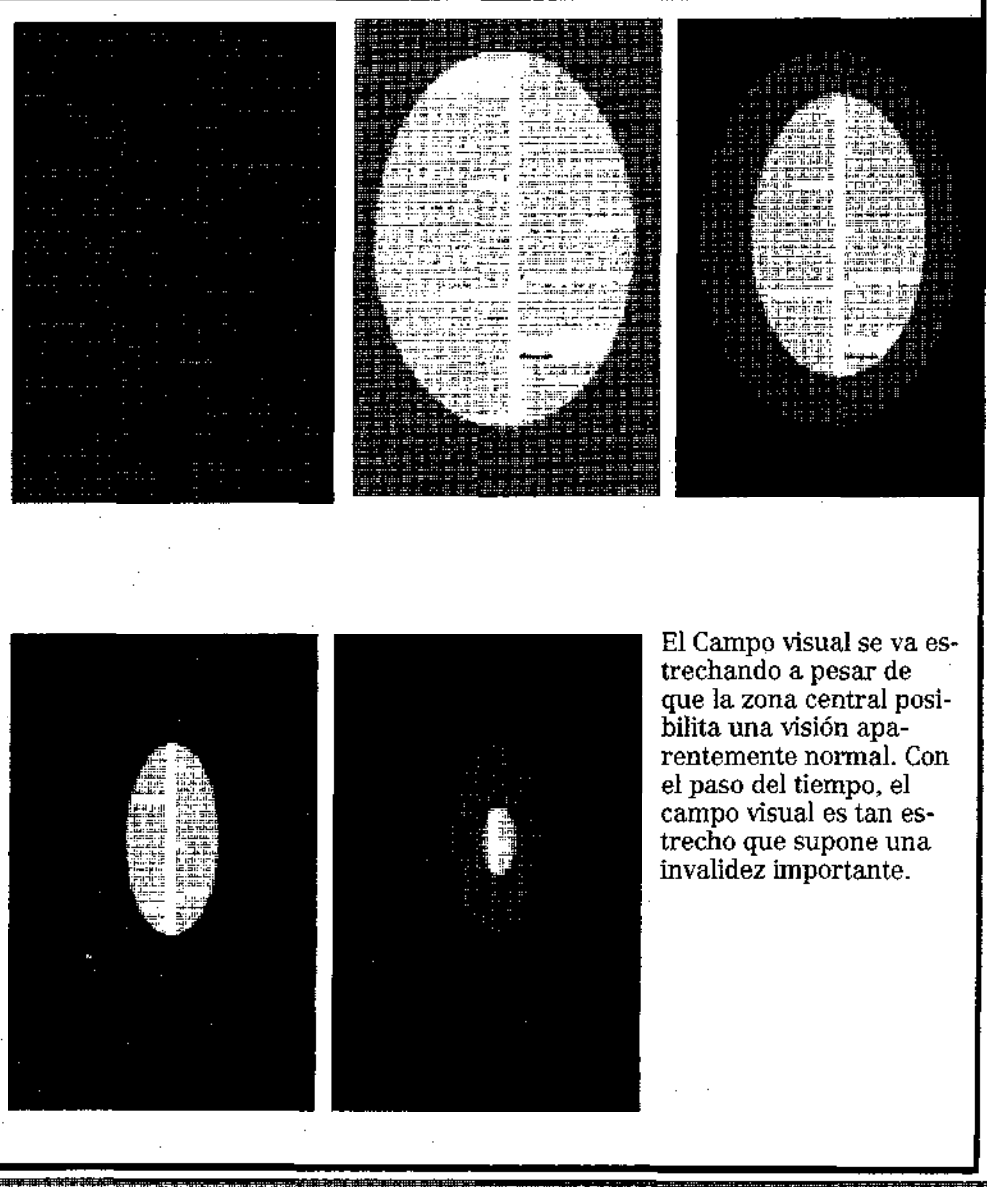 El Campo visual se va es-
trechando a pesar de
que la zona central posi-
bilita una visión apa-
rentemente normal. Con
el paso del tiempo, el
campo visual es tan es-
trecho que supone una
invalidez importante.